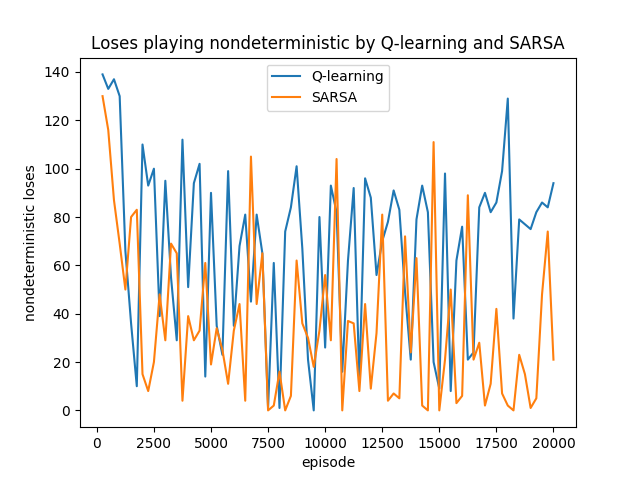 Loses playing nondeterministic by Q-learning and SARSA
Q-learning
SARSA
nondeterministic loses
140
120
100
80
60
40
20
0
0 2500 5000 7500 10000 12500 15000 17500 20000
episode